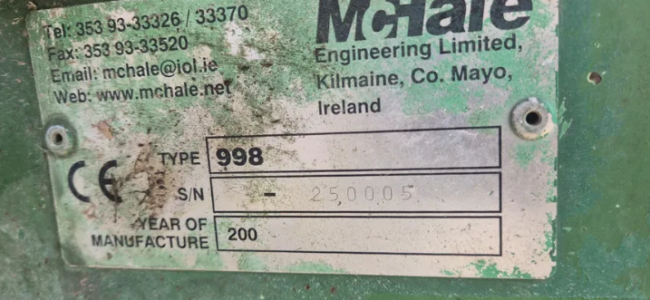 Tel: 353 93-33326 / 33370
Fax: 353 93-33520
Email: mchale@iol.ie
Web: www.mchale.net
McHale
Engineering Limited,
Kilmaine, Co. Mayo,
Ireland
CE
TYPE 998
S/N - 250005
YEAR OF
MANUFACTURE 200